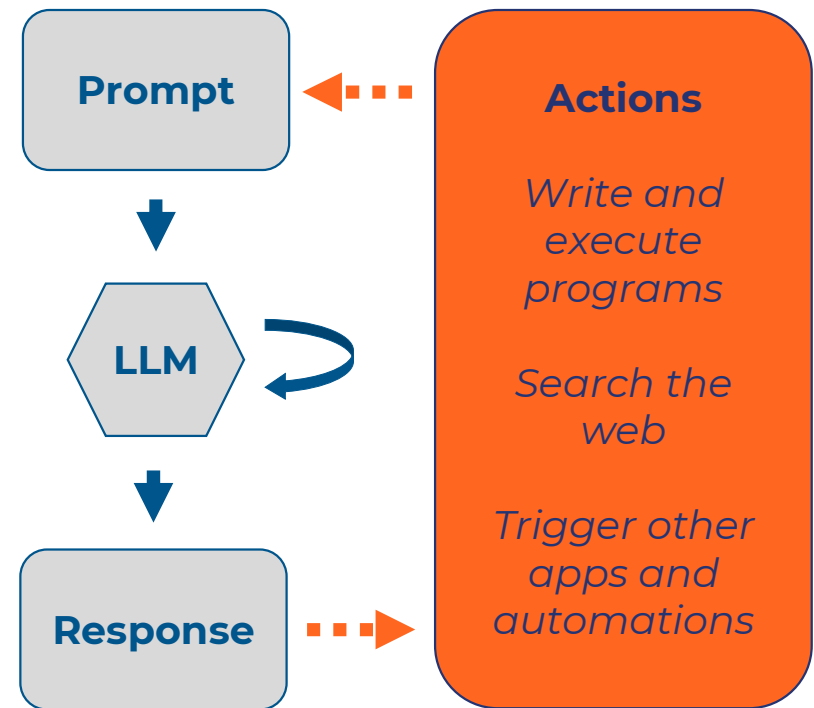 Prompt
LLM
Response
Actions
Write and
execute
programs
Search the
web
Trigger other
apps and
automations